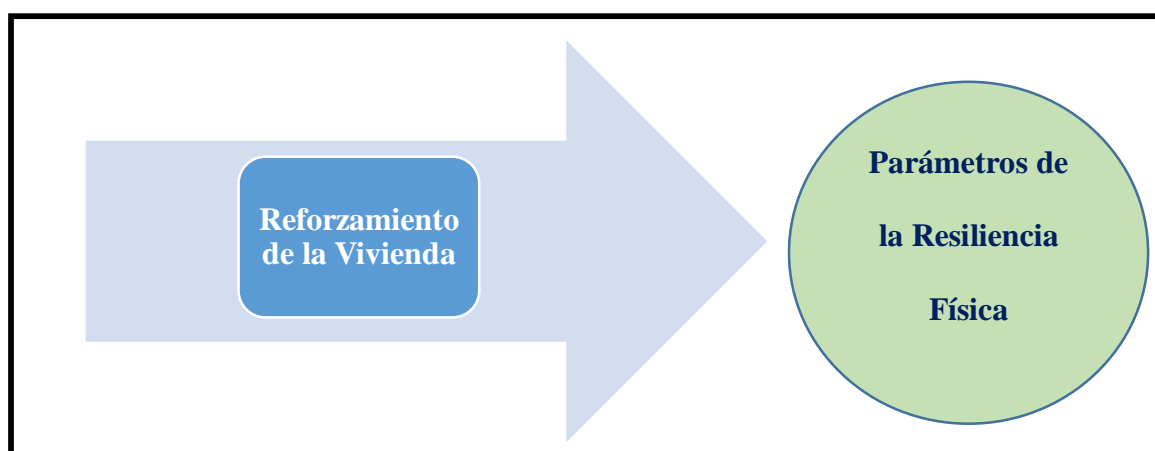 Reforzamiento
de la Vivienda
Parámetros de
la Resiliencia
Física